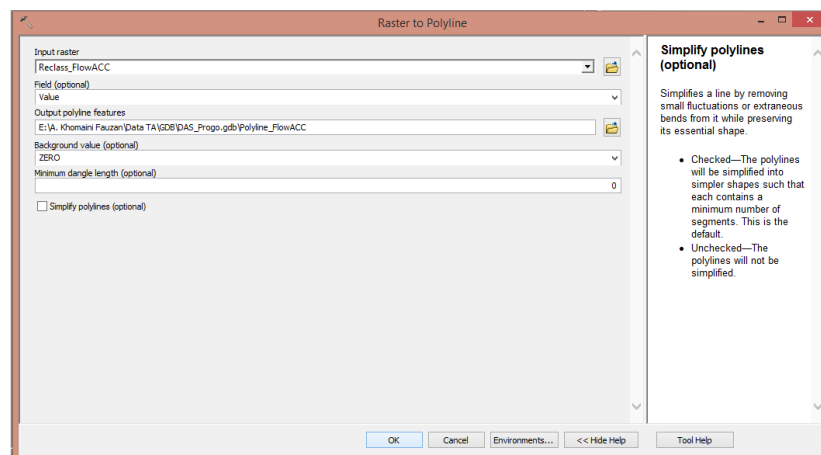 Raster to Polyline
Input raster
Reclass_FlowACC
Field (optional)
Value
Output polyline features
E:\A. Khomaini Fauzan\Data TA\GDB\DAS_Progo.gdb\Polyline_FlowACC
Background value (optional)
ZERO
Minimum dangle length (optional)
0
Simplify polylines (optional)
OK
Cancel
Environments...
<< Hide Help
Simplify polylines
(optional)
Simplifies a line by removing
small fluctuations or extraneous
bends from it while preserving
its essential shape.
• Checked—The polylines
will be simplified into
simpler shapes such that
each contains a
minimum number of
segments. This is the
default.
• Unchecked—The
polylines will not be
simplified.
Tool Help